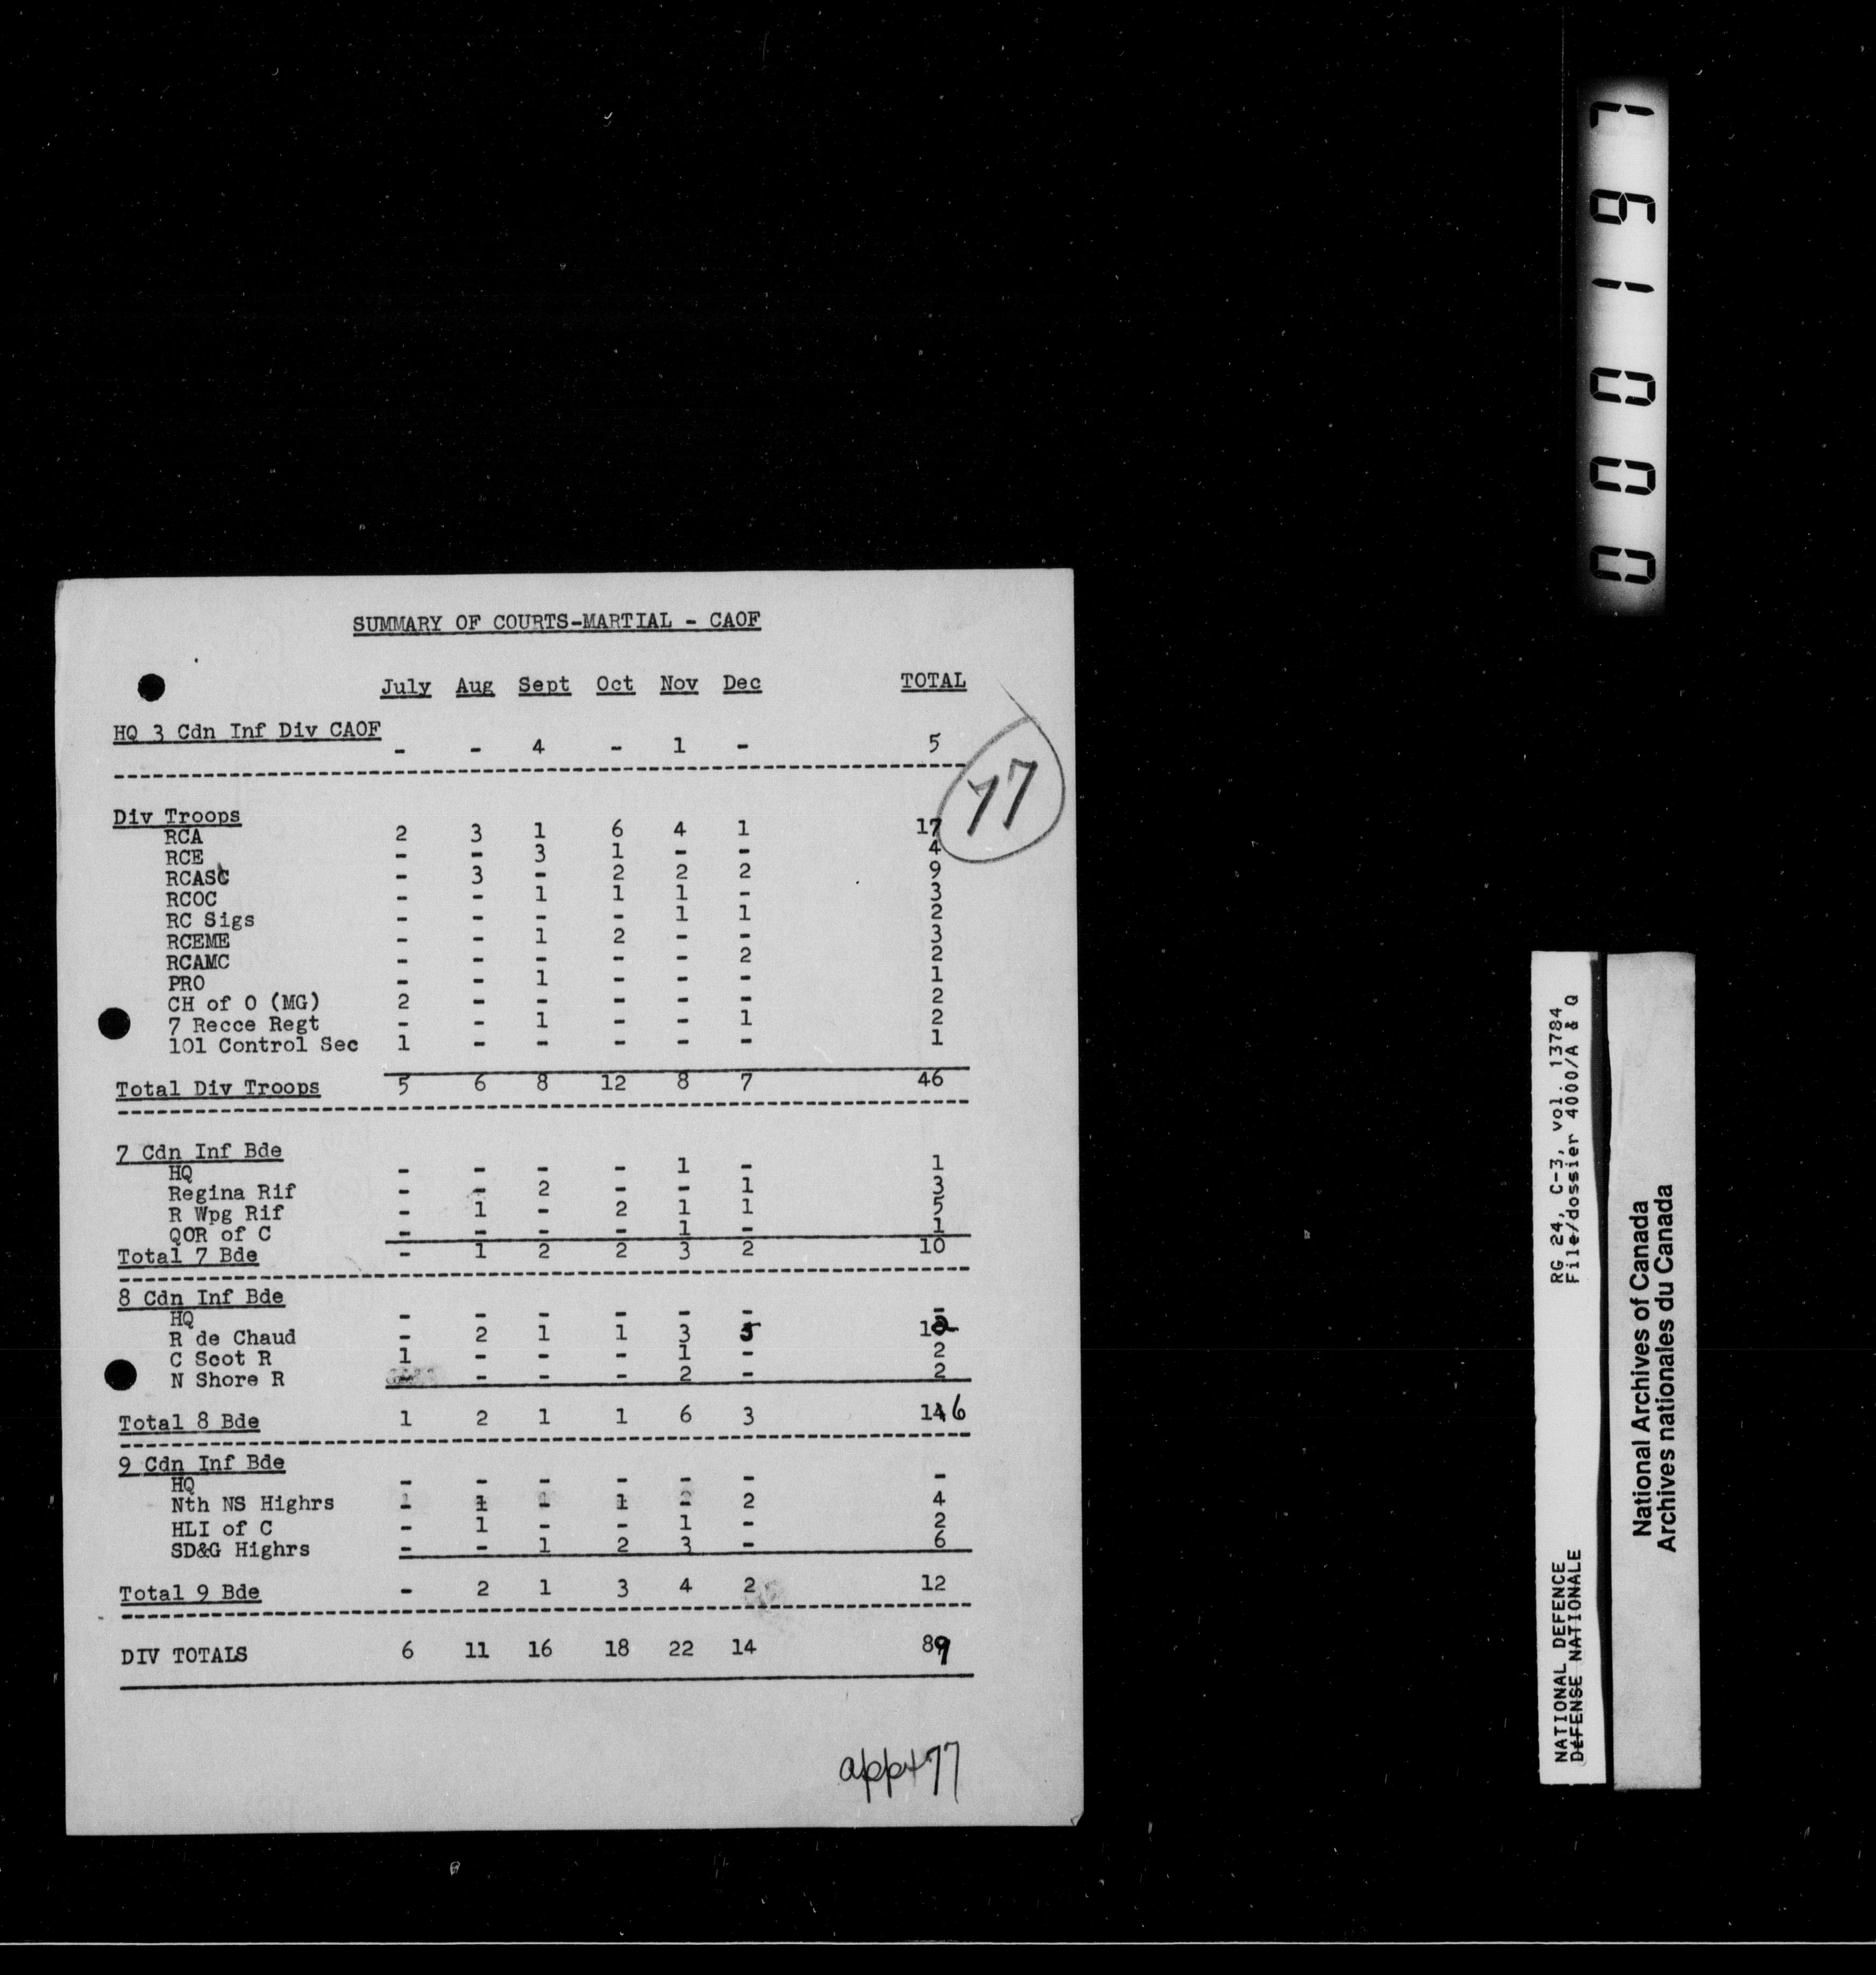 SUMMARY OF COURTS-MARTIAL - CAOF
July Aug Sept Oct Nov Dec TOTAL
HQ 3 Cdn Inf Div CAOF
- - 4 - 1 - 5
77
Div Troops
RCA 2 3 1 6 4 1 17
RCE - - 3 1 - - 4
RCASC - 3 - 2 2 2 9
RCOC - - 1 1 1 - 3
RC Sigs - - - - 1 1 2
RCEME - - 1 2 - - 3
RCAMC - - - - - 2 2
PRO - - 1 - - - 1
CH of O (MG) 2 - - - - - 2
7 Recce Regt - - 1 - - 1 2
101 Control Sec 1 - - - - - 1
Total Div Troops 5 6 8 12 8 7 46
7 Cdn Inf Bde
HQ - - - - 1 - 1
Regina Rif - - 2 - - 1 3
R Wpg Rif - 1 - 2 1 1 5
QOR of C - - - - 1 - 1
Total 7 Bde - 1 2 2 3 2 10
8 Cdn Inf Bde
HQ - - - - - - -
R de Chaud - 2 1 1 3 5 12
C Scot R 1 - - - 1 - 2
N Shore R - - - - 2 - 2
Total 8 Bde 1 2 1 1 6 3 146
9 Cdn Inf Bde
HQ - - - - - - -
Nth NS Highrs - 1 - 1 - 2 4
HLI of C - 1 - - 1 - 2
SD&G Highrs - - 1 2 3 - 6
Total 9 Bde - 2 1 3 4 2 12
DIV TOTALS 6 11 16 18 22 14 89
appx 77
000191
RG 24, C-3, vol. 13784
File/dossier 4000/A & Q
NATIONAL DEFENCE
DÉFENSE NATIONALE
National Archives of Canada
Archives nationales du Canada